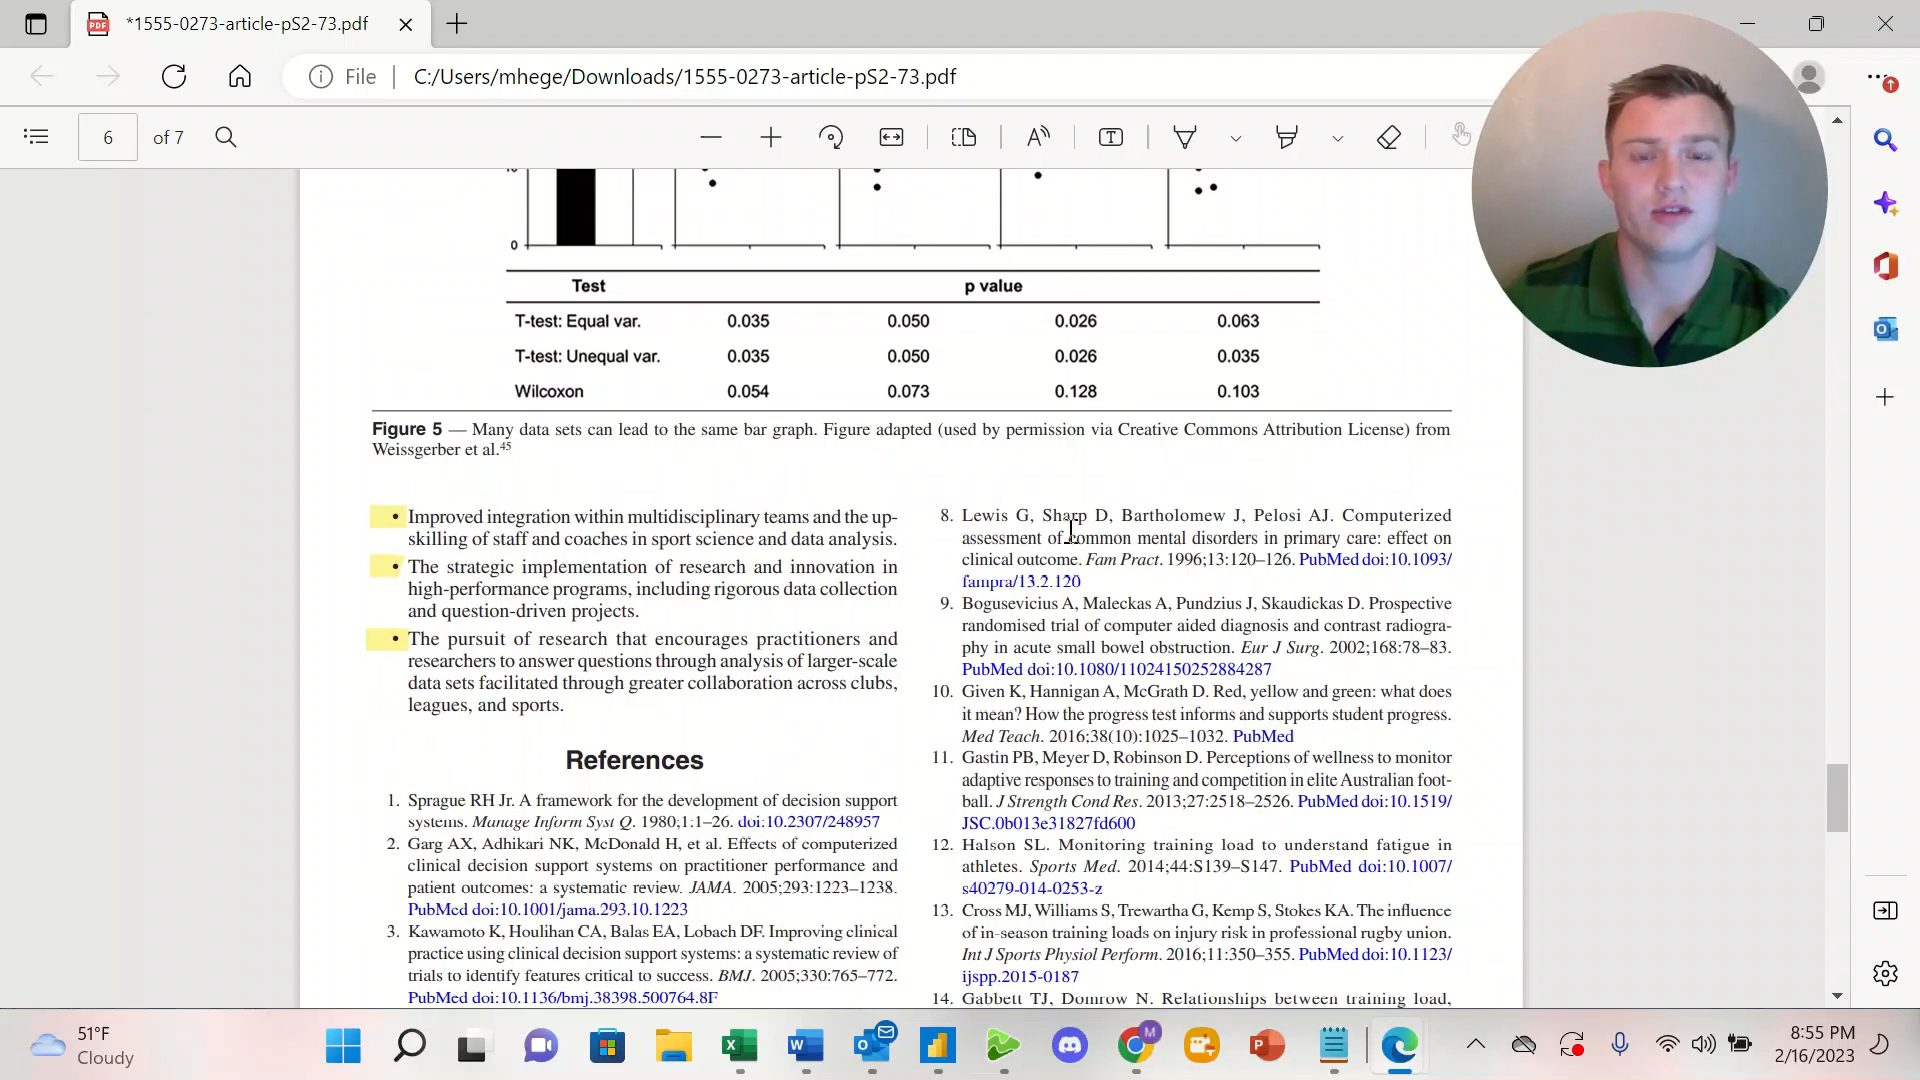 *1555-0273-article-pS2-73.pdf
File
C:/Users/mhege/Downloads/1555-0273-article-pS2-73.pdf
6
of 7
0
Test p value
T-test: Equal var. 0.035 0.050 0.026 0.063
T-test: Unequal var. 0.035 0.050 0.026 0.035
Wilcoxon 0.054 0.073 0.128 0.103
Figure 5 — Many data sets can lead to the same bar graph. Figure adapted (used by permission via Creative Commons Attribution License) from
Weissgerber et al.45
• Improved integration within multidisciplinary teams and the up-
skilling of staff and coaches in sport science and data analysis.
• The strategic implementation of research and innovation in
high-performance programs, including rigorous data collection
and question-driven projects.
• The pursuit of research that encourages practitioners and
researchers to answer questions through analysis of larger-scale
data sets facilitated through greater collaboration across clubs,
leagues, and sports.
References
1. Sprague RH Jr. A framework for the development of decision support
systems. Manage Inform Syst Q. 1980;1:1–26. doi:10.2307/248957
2. Garg AX, Adhikari NK, McDonald H, et al. Effects of computerized
clinical decision support systems on practitioner performance and
patient outcomes: a systematic review. JAMA. 2005;293:1223–1238.
PubMed doi:10.1001/jama.293.10.1223
3. Kawamoto K, Houlihan CA, Balas EA, Lobach DF. Improving clinical
practice using clinical decision support systems: a systematic review of
trials to identify features critical to success. BMJ. 2005;330:765–772.
PubMed doi:10.1136/bmj.38398.500764.8F
8. Lewis G, Sharp D, Bartholomew J, Pelosi AJ. Computerized
assessment of common mental disorders in primary care: effect on
clinical outcome. Fam Pract. 1996;13:120–126. PubMed doi:10.1093/
fampra/13.2.120
9. Bogusevicius A, Maleckas A, Pundzius J, Skaudickas D. Prospective
randomised trial of computer aided diagnosis and contrast radiogra-
phy in acute small bowel obstruction. Eur J Surg. 2002;168:78–83.
PubMed doi:10.1080/11024150252884287
10. Given K, Hannigan A, McGrath D. Red, yellow and green: what does
it mean? How the progress test informs and supports student progress.
Med Teach. 2016;38(10):1025–1032. PubMed
11. Gastin PB, Meyer D, Robinson D. Perceptions of wellness to monitor
adaptive responses to training and competition in elite Australian foot-
ball. J Strength Cond Res. 2013;27:2518–2526. PubMed doi:10.1519/
JSC.0b013e31827fd600
12. Halson SL. Monitoring training load to understand fatigue in
athletes. Sports Med. 2014;44:S139–S147. PubMed doi:10.1007/
s40279-014-0253-z
13. Cross MJ, Williams S, Trewartha G, Kemp S, Stokes KA. The influence
of in-season training loads on injury risk in professional rugby union.
Int J Sports Physiol Perform. 2016;11:350–355. PubMed doi:10.1123/
ijspp.2015-0187
14. Gabbett TJ, Domrow N. Relationships between training load,
51°F
Cloudy
8:55 PM
2/16/2023